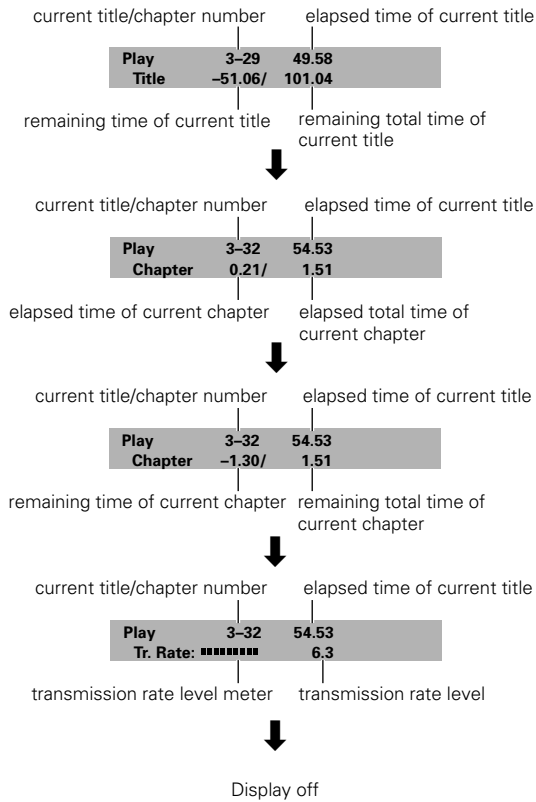 current title/chapter number elapsed time of current title
Play 3–29 49.58
Title –51.06/ 101.04
remaining time of current title remaining total time of
current title
current title/chapter number elapsed time of current title
Play 3–32 54.53
Chapter 0.21/ 1.51
elapsed time of current chapter elapsed total time of
current chapter
current title/chapter number elapsed time of current title
Play 3–32 54.53
Chapter –1.30/ 1.51
remaining time of current chapter remaining total time of
current chapter
current title/chapter number elapsed time of current title
Play 3–32 54.53
Tr. Rate: 6.3
transmission rate level meter transmission rate level
Display off